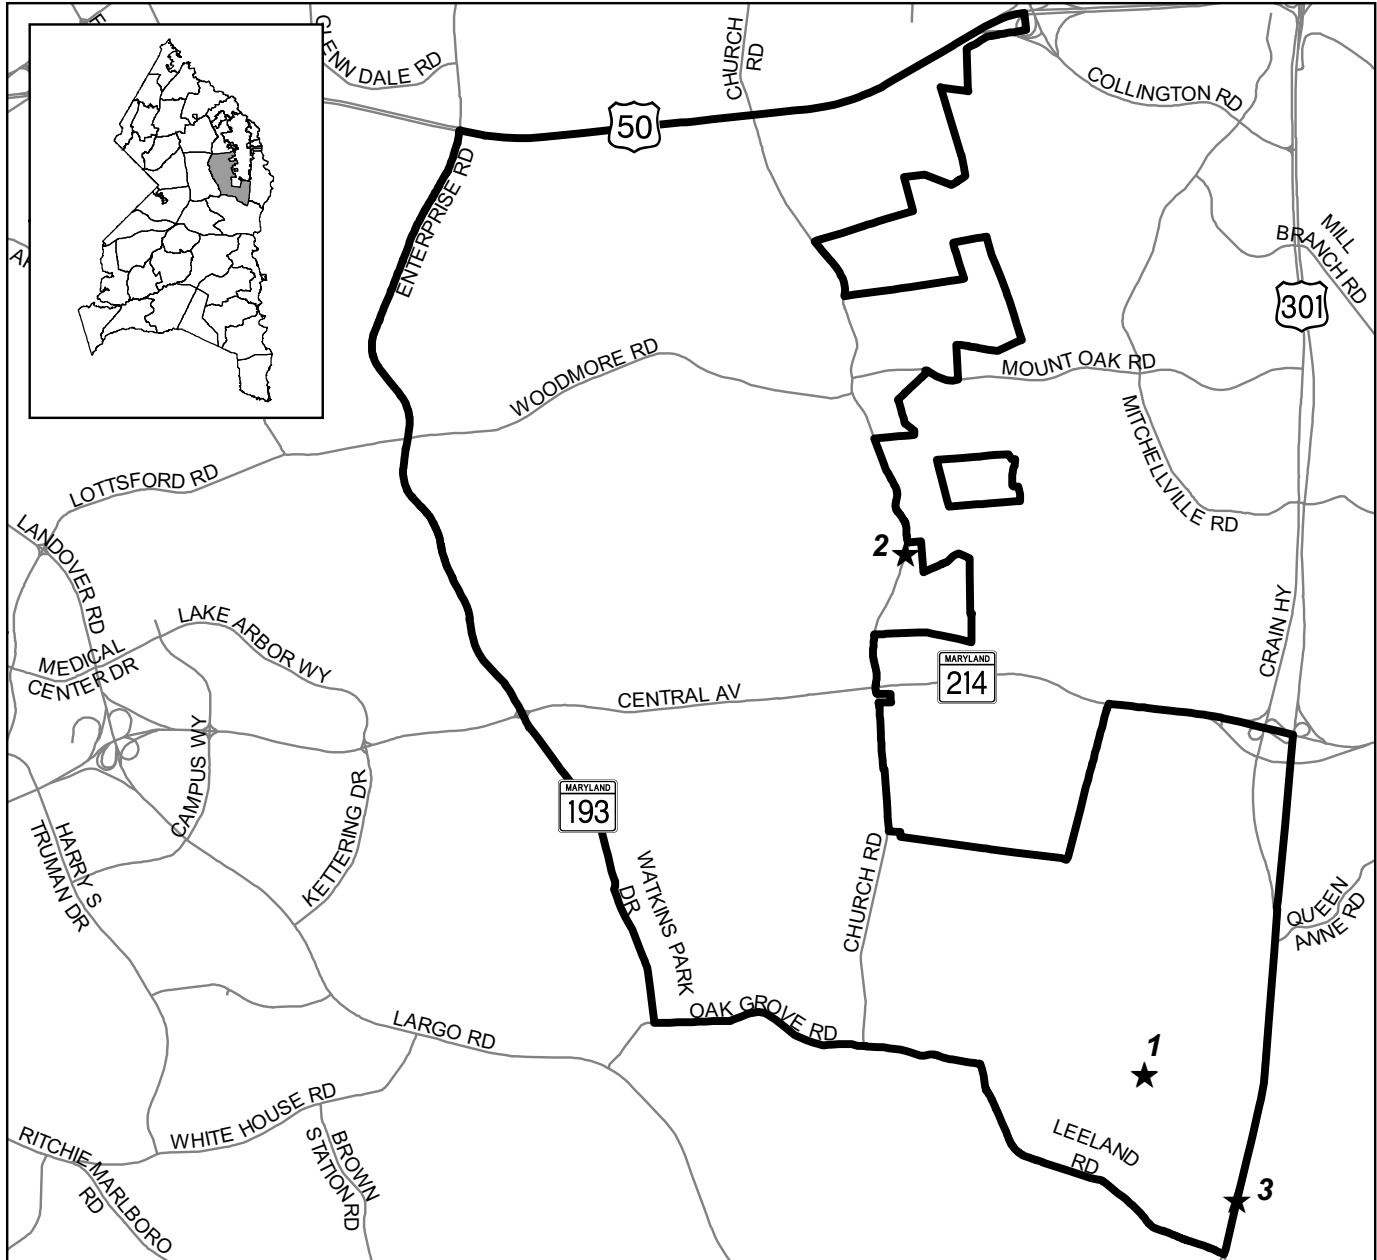 GLENN DALE RD
CHURCH
RD
COLLINGTON RD
50
ENTERPRISE RD
MILL
BRANCH RD
301
WOODMORE RD
MOUNT OAK RD
MITCHELLVILLE RD
LOTTSFORD RD
LANDOVER RD
2
LAKE ARBOR WY
MEDICAL
CENTER DR
CRAIN HY
MARYLAND
214
CENTRAL AV
CAMPUS WY
KETTERING DR
MARYLAND
193
HARRY S
TRUMAN DR
WATKINS PARK
DR
CHURCH RD
QUEEN
ANNE RD
OAK GROVE RD
LARGO RD
1
WHITE HOUSE RD
BROWN
STATION RD
LEELAND
RD
RITCHIE MARLBORO
RD
3